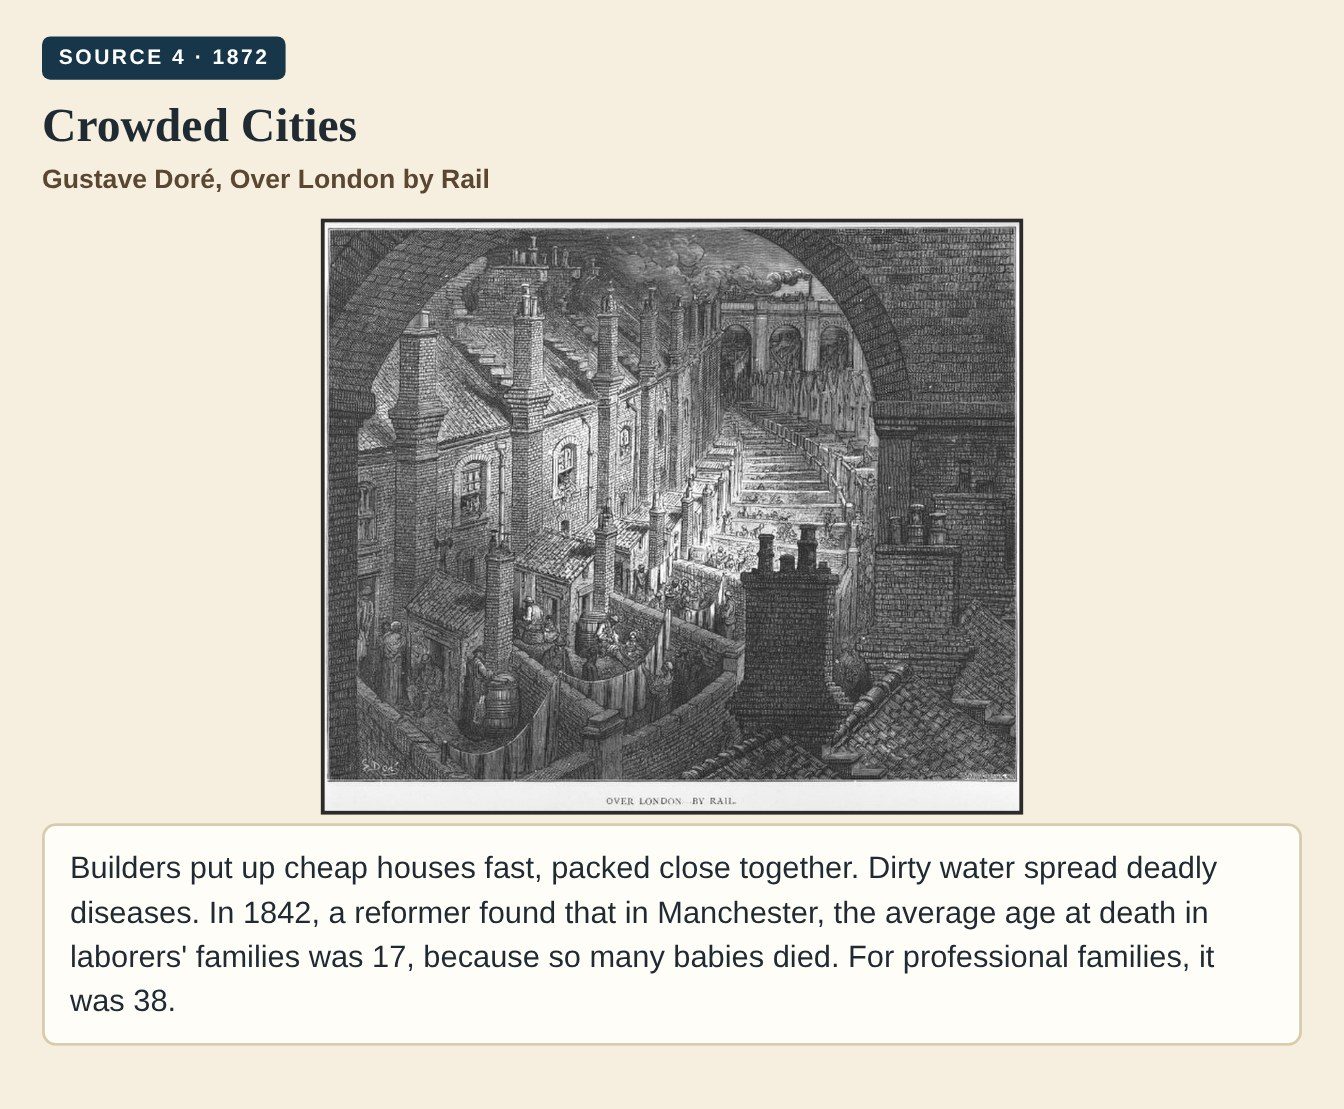 SOURCE 4 · 1872
Crowded Cities
Gustave Doré, Over London by Rail
G. Doré
OVER LONDON BY RAIL.
Builders put up cheap houses fast, packed close together. Dirty water spread deadly
diseases. In 1842, a reformer found that in Manchester, the average age at death in
laborers' families was 17, because so many babies died. For professional families, it
was 38.